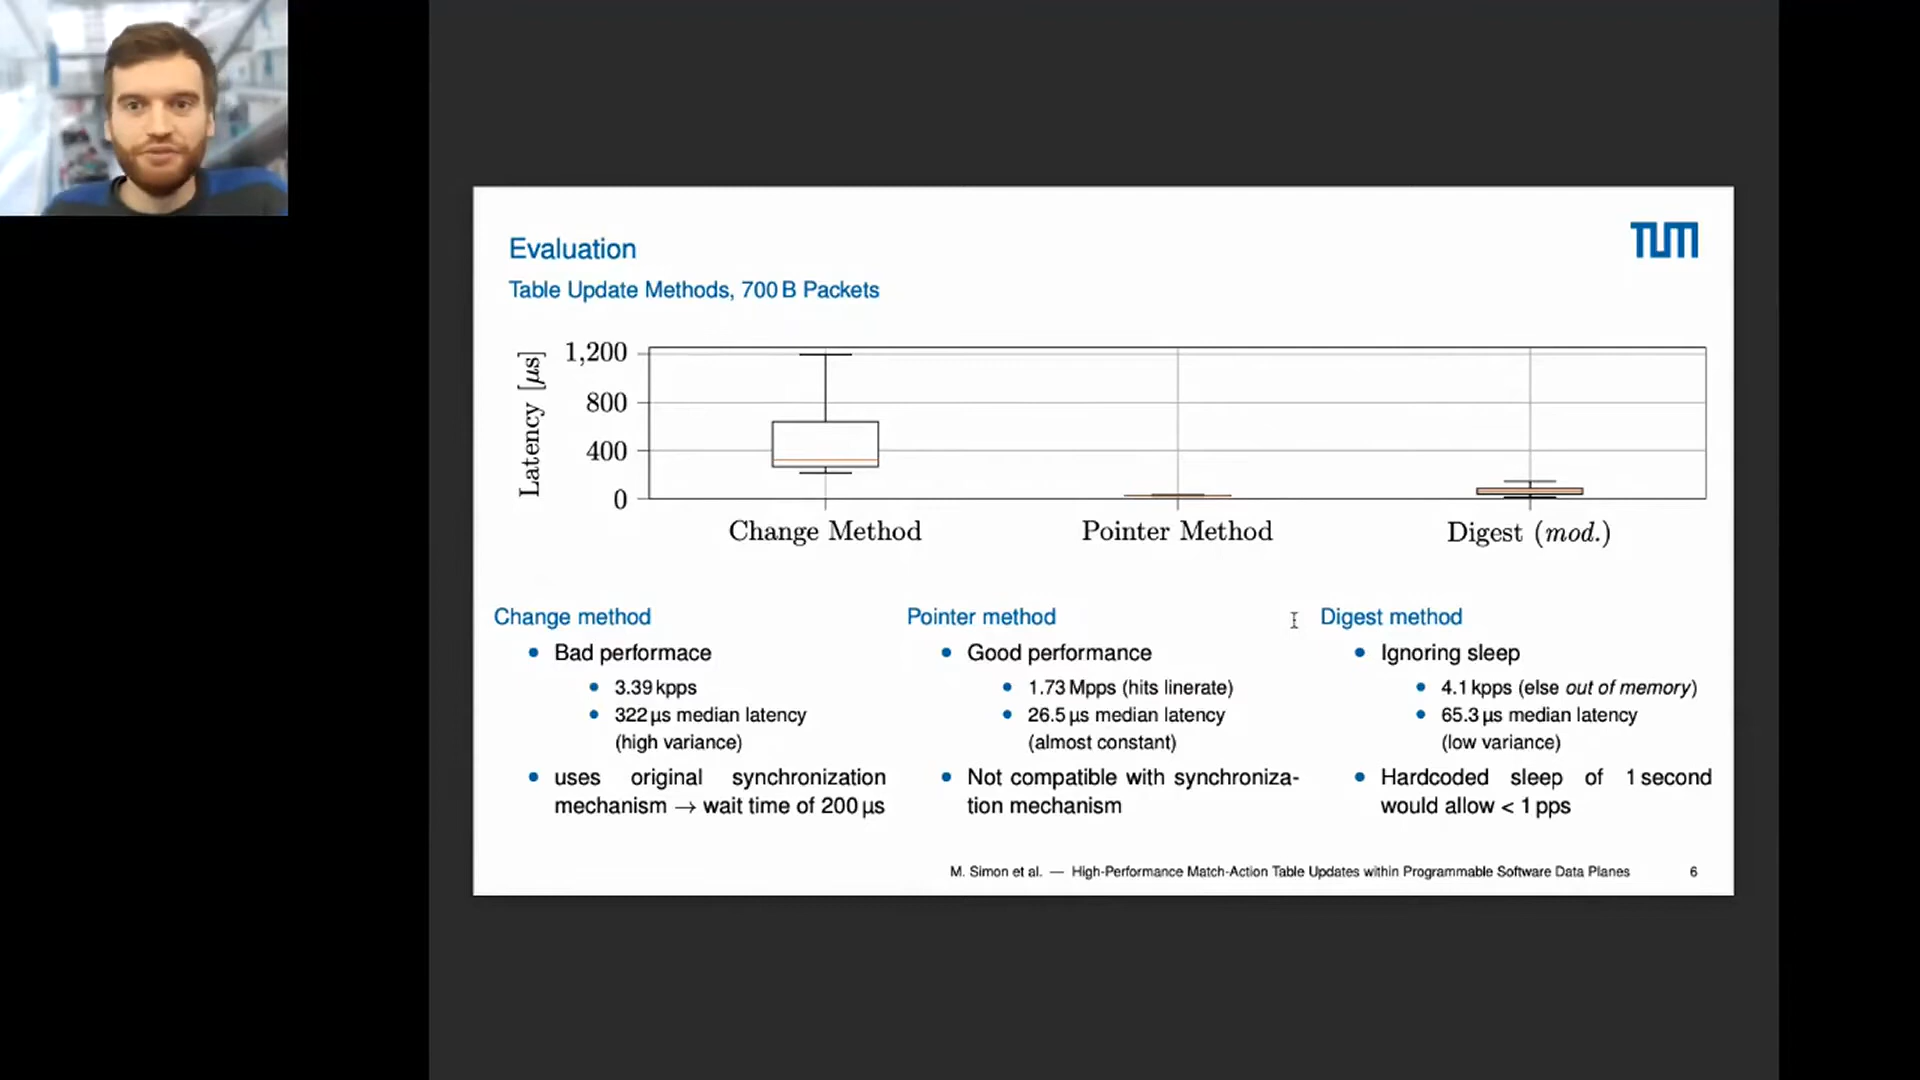 Evaluation
TUM
Table Update Methods, 700 B Packets
Latency [µs]
1,200
800
400
0
Change Method
Pointer Method
Digest (mod.)
Change method
• Bad performace
• 3.39 kpps
• 322 µs median latency
(high variance)
• uses original synchronization
mechanism → wait time of 200 µs
Pointer method
• Good performance
• 1.73 Mpps (hits linerate)
• 26.5 µs median latency
(almost constant)
• Not compatible with synchroniza-
tion mechanism
Digest method
• Ignoring sleep
• 4.1 kpps (else out of memory)
• 65.3 µs median latency
(low variance)
• Hardcoded sleep of 1 second
would allow < 1 pps
M. Simon et al. — High-Performance Match-Action Table Updates within Programmable Software Data Planes 6